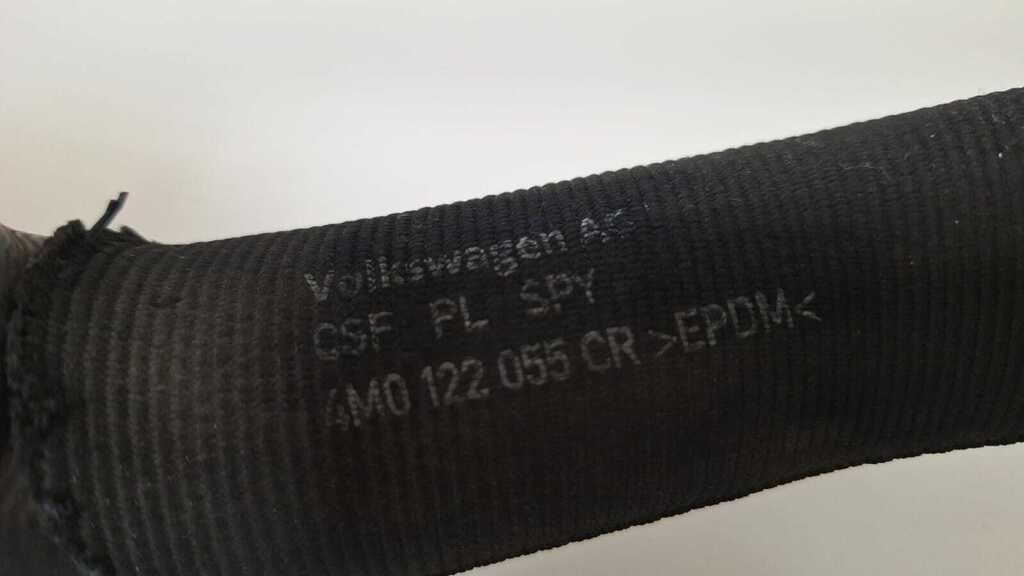 Volkswagen AG
CSF PL SPY
4M0 122 055 CR >EPDM<